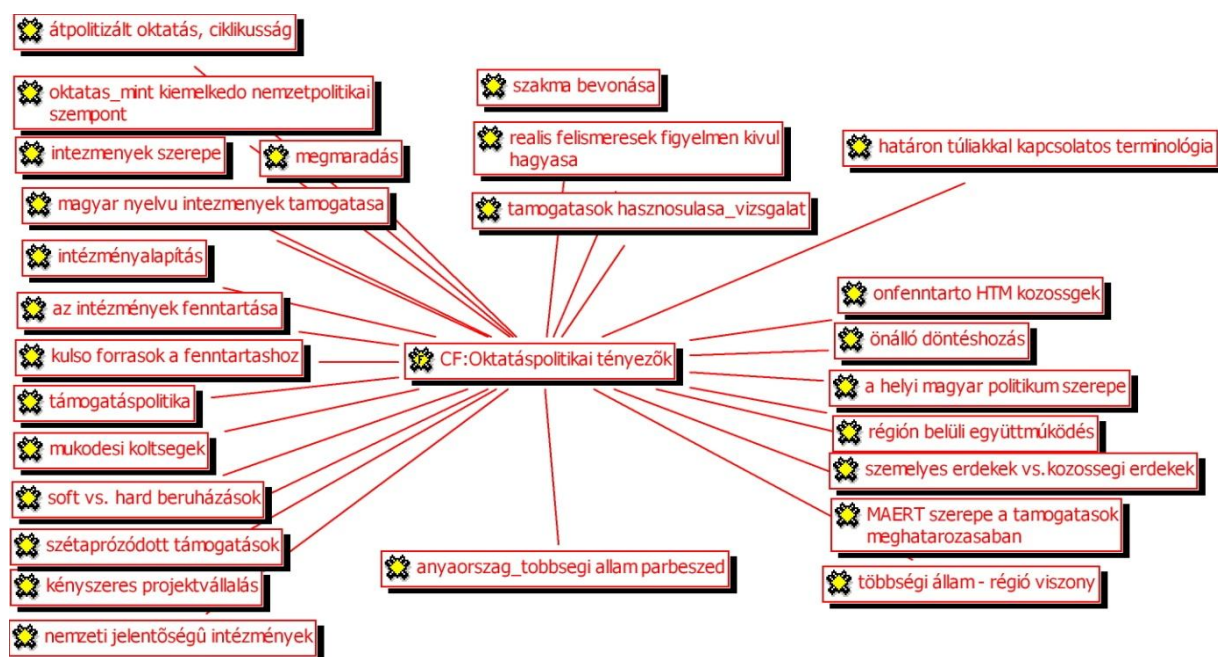 átpolitizált oktatás, ciklikusság
oktatas_mint kiemelkedo nemzetpolitikai
szempont
intezmenyek szerepe
megmaradás
magyar nyelvu intezmenyek tamogatasa
intézményalapítás
az intézmények fenntartása
kulso forrasok a fenntartashoz
támogatáspolitika
mukodesi koltsegek
soft vs. hard beruházások
szétaprózódott támogatások
kényszeres projektvállalás
nemzeti jelentõségû intézmények
szakma bevonása
realis felismeresek figyelmen kivul
hagyasa
tamogatasok hasznosulasa_vizsgalat
CF:Oktatáspolitikai tényezõk
anyaorszag_tobbsegi allam parbeszed
határon túliakkal kapcsolatos terminológia
onfenntarto HTM kozossgek
önálló döntéshozás
a helyi magyar politikum szerepe
régión belüli együttmúködés
szemelyes erdekek vs. kozossegi erdekek
MAERT szerepe a tamogatasok
meghatarozasaban
többségi állam - régió viszony